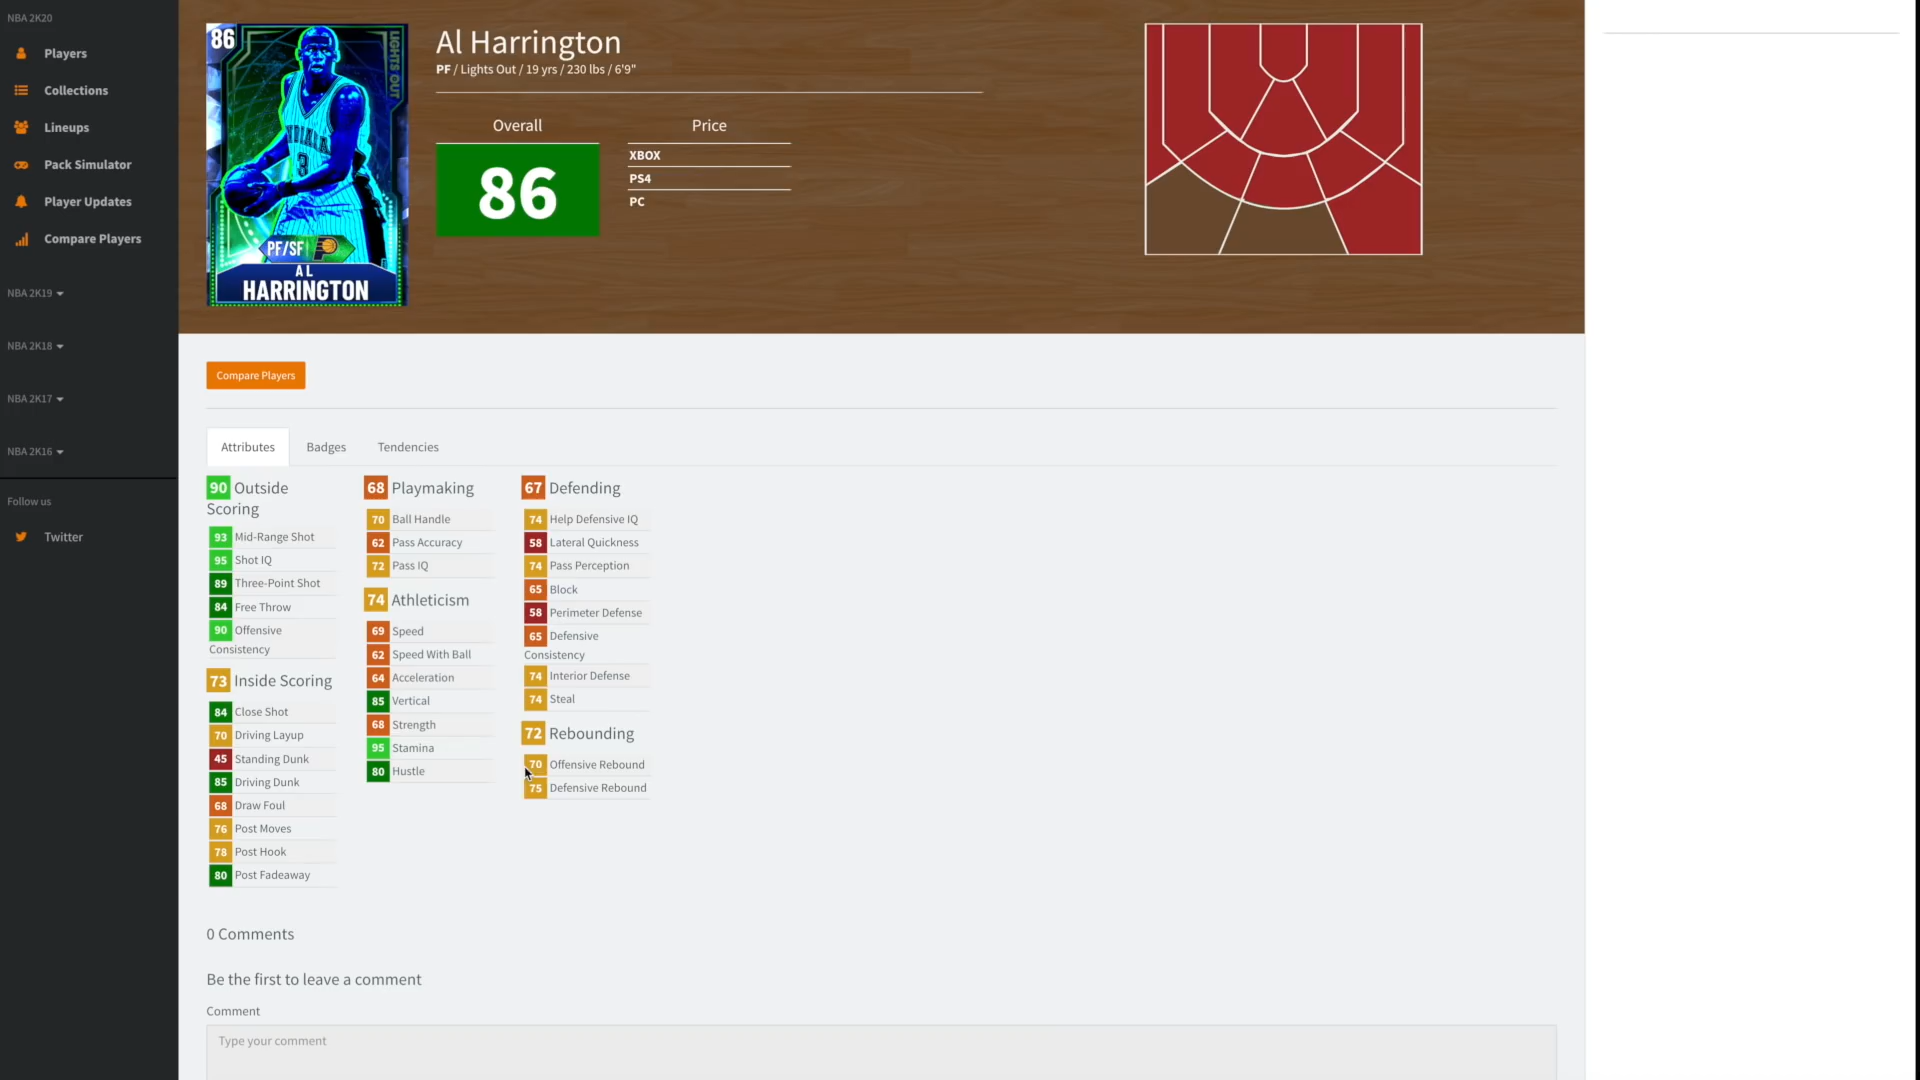 NBA 2K20
Players
Collections
Lineups
Pack Simulator
Player Updates
Compare Players
NBA 2K19
NBA 2K18
NBA 2K17
NBA 2K16
Follow us
Twitter
86
LIGHTS OUT
INDIANA
3
PF/SF
AL
HARRINGTON
Al Harrington
PF / Lights Out / 19 yrs / 230 lbs / 6'9"
Overall
86
Price
XBOX
PS4
PC
Compare Players
Attributes
Badges
Tendencies
90 Outside
Scoring
93 Mid-Range Shot
95 Shot IQ
89 Three-Point Shot
84 Free Throw
90 Offensive
Consistency
73 Inside Scoring
84 Close Shot
70 Driving Layup
45 Standing Dunk
85 Driving Dunk
68 Draw Foul
76 Post Moves
78 Post Hook
80 Post Fadeaway
68 Playmaking
70 Ball Handle
62 Pass Accuracy
72 Pass IQ
74 Athleticism
69 Speed
62 Speed With Ball
64 Acceleration
85 Vertical
68 Strength
95 Stamina
80 Hustle
67 Defending
74 Help Defensive IQ
58 Lateral Quickness
74 Pass Perception
65 Block
58 Perimeter Defense
65 Defensive
Consistency
74 Interior Defense
74 Steal
72 Rebounding
70 Offensive Rebound
75 Defensive Rebound
0 Comments
Be the first to leave a comment
Comment
Type your comment